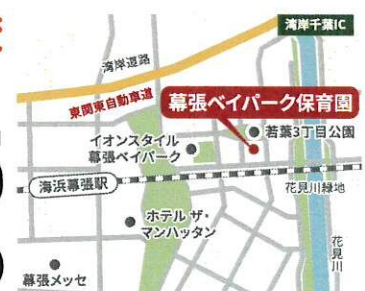 湾岸千葉IC
湾岸道路
東関東自動車道
幕張ベイパーク保育園
若葉3丁目公園
イオンスタイル
幕張ベイパーク
海浜幕張駅
花見川緑地
ホテル ザ・
マンハッタン
花見川
幕張メッセ